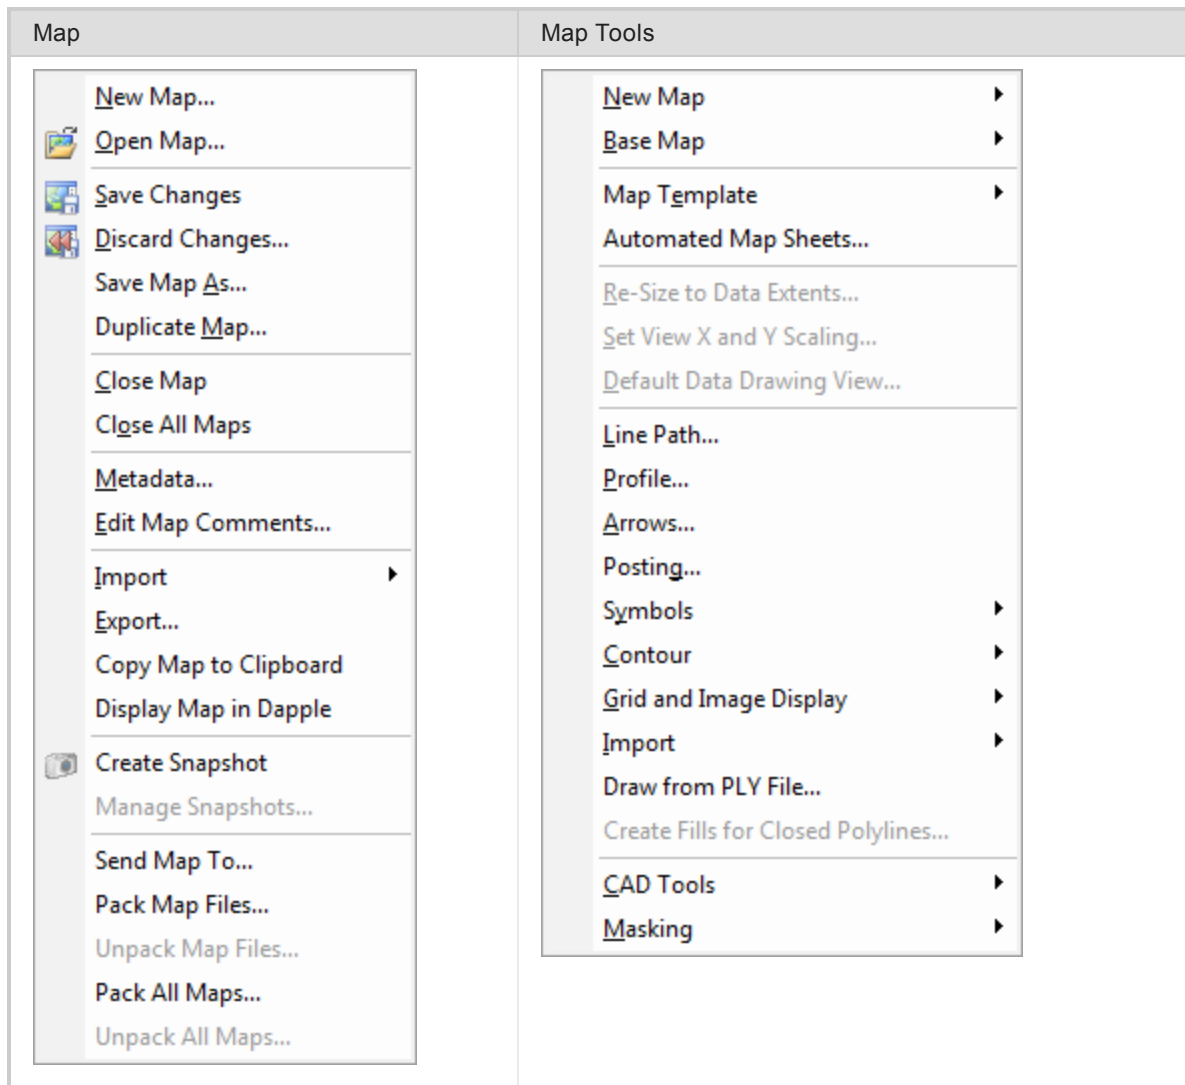 Map
New Map...
Open Map...
Save Changes
Discard Changes...
Save Map As...
Duplicate Map...
Close Map
Close All Maps
Metadata...
Edit Map Comments...
Import
Export...
Copy Map to Clipboard
Display Map in Dapple
Create Snapshot
Manage Snapshots...
Send Map To...
Pack Map Files...
Unpack Map Files...
Pack All Maps...
Unpack All Maps...
Map Tools
New Map
Base Map
Map Template
Automated Map Sheets...
Re-Size to Data Extents...
Set View X and Y Scaling...
Default Data Drawing View...
Line Path...
Profile...
Arrows...
Posting...
Symbols
Contour
Grid and Image Display
Import
Draw from PLY File...
Create Fills for Closed Polylines...
CAD Tools
Masking